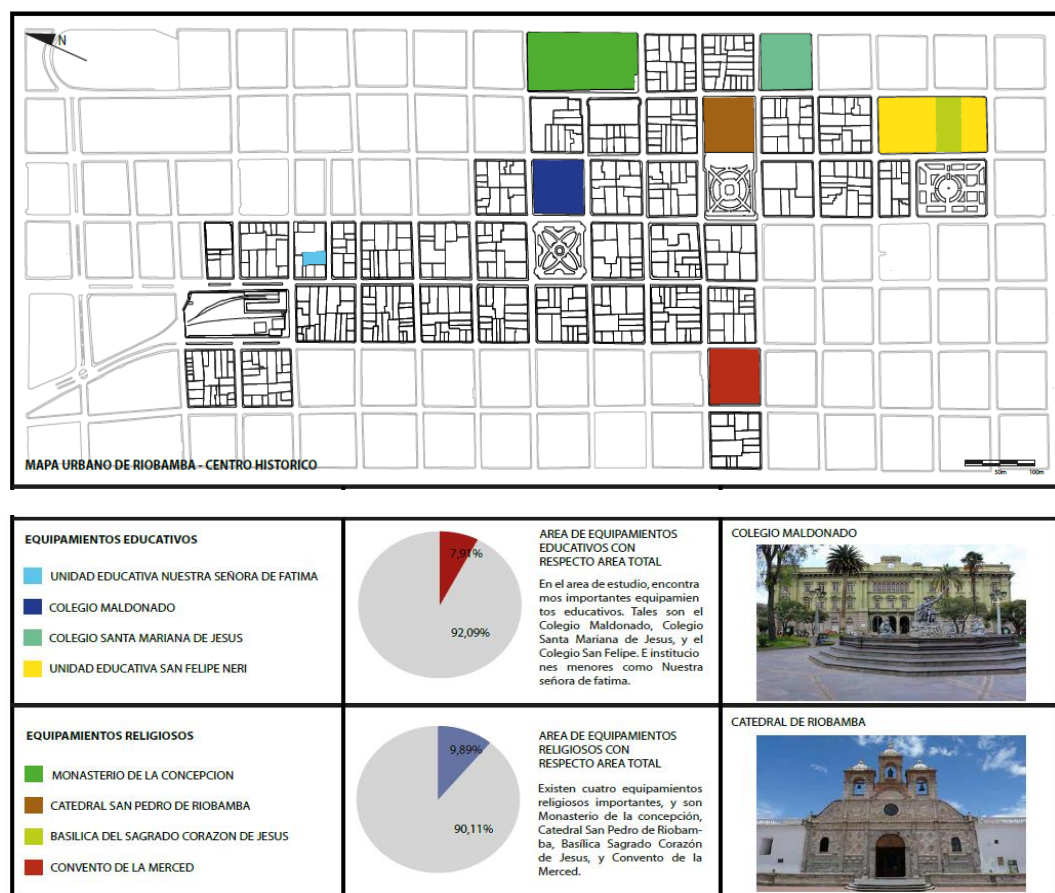 N
MAPA URBANO DE RIOBAMBA - CENTRO HISTORICO
50m 100m
EQUIPAMIENTOS EDUCATIVOS
UNIDAD EDUCATIVA NUESTRA SEÑORA DE FATIMA
COLEGIO MALDONADO
COLEGIO SANTA MARIANA DE JESUS
UNIDAD EDUCATIVA SAN FELIPE NERI
7,91%
92,09%
AREA DE EQUIPAMIENTOS
EDUCATIVOS CON
RESPECTO AREA TOTAL
En el area de estudio, encontra
mos importantes equipamien
tos educativos. Tales son el
Colegio Maldonado, Colegio
Santa Mariana de Jesus, y el
Colegio San Felipe. E institucio
nes menores como Nuestra
señora de fatima.
COLEGIO MALDONADO
EQUIPAMIENTOS RELIGIOSOS
MONASTERIO DE LA CONCEPCION
CATEDRAL SAN PEDRO DE RIOBAMBA
BASILICA DEL SAGRADO CORAZON DE JESUS
CONVENTO DE LA MERCED
9,89%
90,11%
AREA DE EQUIPAMIENTOS
RELIGIOSOS CON
RESPECTO AREA TOTAL
Existen cuatro equipamientos
religiosos importantes, y son
Monasterio de la concepción,
Catedral San Pedro de Riobam-
ba, Basílica Sagrado Corazón
de Jesus, y Convento de la
Merced.
CATEDRAL DE RIOBAMBA